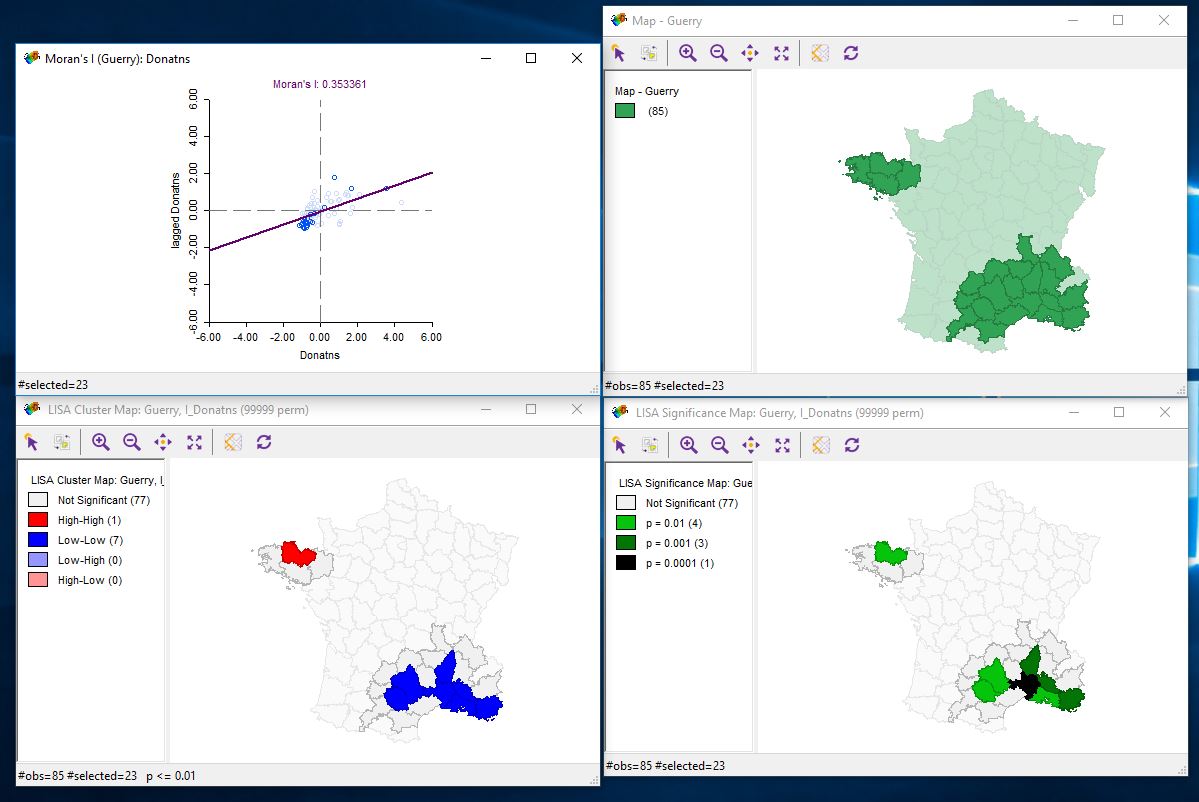 Moran's I (Guerry): Donatns
Moran's I: 0.353361
6.00
4.00
2.00
0.00
-2.00
-4.00
-6.00
lagged Donatns
-6.00 -4.00 -2.00 0.00 2.00 4.00 6.00
Donatns
#selected=23
Map - Guerry
Map - Guerry
(85)
#obs=85 #selected=23
LISA Cluster Map: Guerry, I_Donatns (99999 perm)
LISA Cluster Map: Guerry, I_
Not Significant (77)
High-High (1)
Low-Low (7)
Low-High (0)
High-Low (0)
#obs=85 #selected=23 p <= 0.01
LISA Significance Map: Guerry, I_Donatns (99999 perm)
LISA Significance Map: Gue
Not Significant (77)
p = 0.01 (4)
p = 0.001 (3)
p = 0.0001 (1)
#obs=85 #selected=23